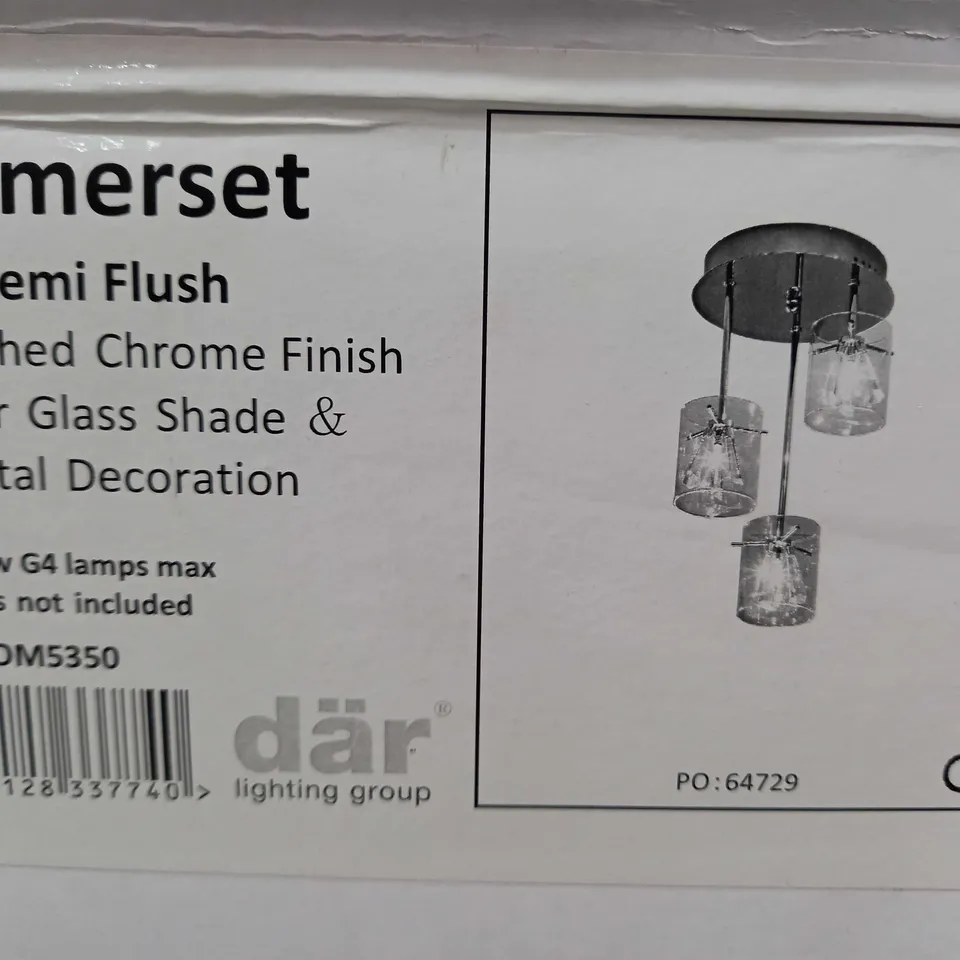 merset
emi Flush
hed Chrome Finish
r Glass Shade &
tal Decoration
w G4 lamps max
s not included
OM5350
128 337740 >
där®
lighting group
PO:64729